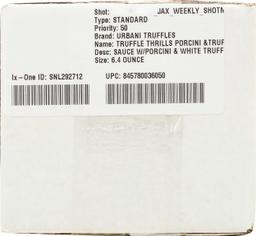 Shot: _JAX_WEEKLY_SHOTM
Type: STANDARD
Priority: 50
Brand: URBANI TRUFFLES
Name: TRUFFLE THRILLS PORCINI &TRUF
Desc: SAUCE W/PORCINI & WHITE TRUFF
Size: 6.4 OUNCE
Ix-One ID: SNL292712 UPC: 845780036050